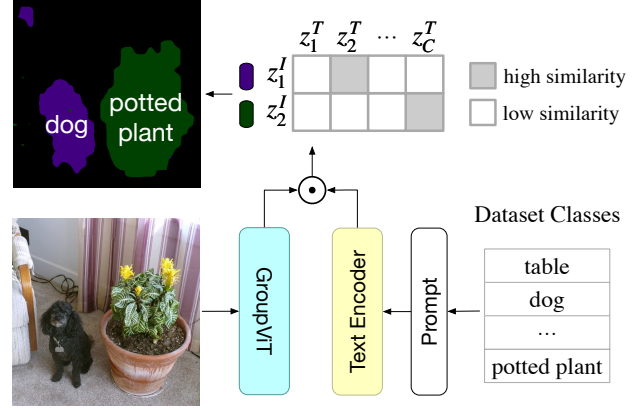 z_1^T z_2^T ⋯ z_C^T
z_1^I
z_2^I
high similarity
low similarity
dog
potted
plant
GroupViT
Text Encoder
Prompt
Dataset Classes
table
dog
...
potted plant